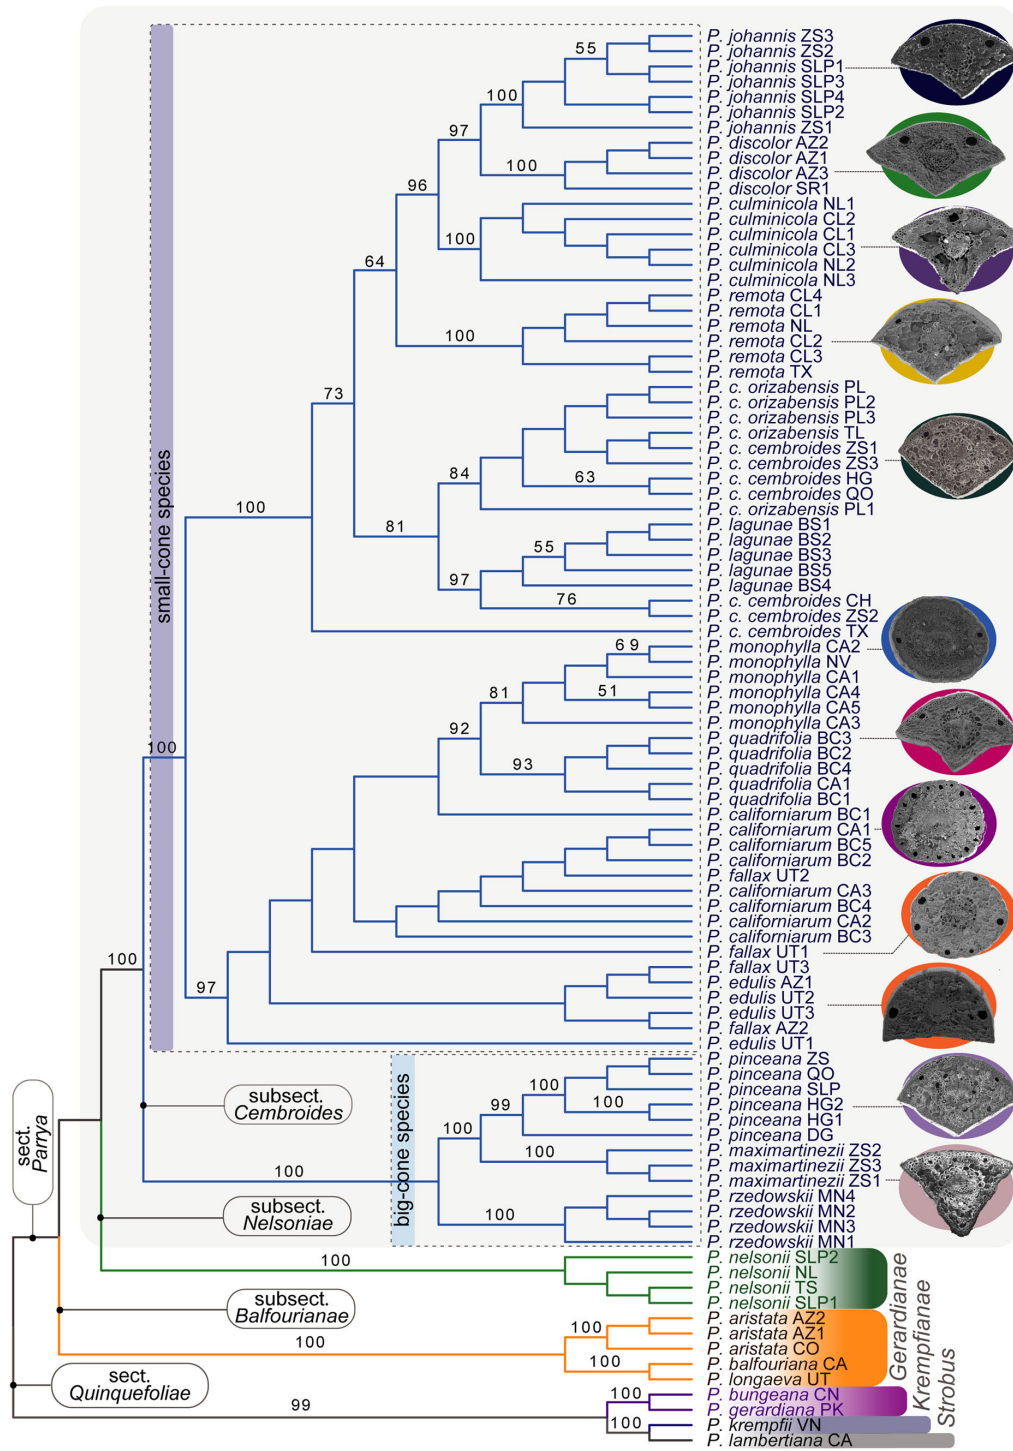 P. johannis ZS3
P. johannis ZS2
55
P. johannis SLP1
P. johannis SLP3
P. johannis SLP4
100
P. johannis SLP2
P. johannis ZS1
97
P. discolor AZ2
P. discolor AZ1
P. discolor AZ3
100
P. discolor SR1
96
P. culminicola NL1
P. culminicola CL2
P. culminicola CL1
100
P. culminicola CL3
P. culminicola NL2
64
P. culminicola NL3
P. remota CL4
P. remota CL1
P. remota NL
100
P. remota CL2
P. remota CL3
P. remota TX
73
P. c. orizabensis PL
P. c. orizabensis PL2
P. c. orizabensis PL3
P. c. orizabensis TL
P. c. cembroides ZS1
P. c. cembroides ZS3
84
63
P. c. cembroides HG
P. c. cembroides QO
P. c. orizabensis PL1
100
81
P. lagunae BS1
P. lagunae BS2
55
P. lagunae BS3
P. lagunae BS5
97
P. lagunae BS4
76
P. c. cembroides CH
P. c. cembroides ZS2
P. c. cembroides TX
small-cone species
69
P. monophylla CA2
P. monophylla NV
P. monophylla CA1
81
51
P. monophylla CA4
P. monophylla CA5
P. monophylla CA3
92
P. quadrifolia BC3
P. quadrifolia BC2
93
P. quadrifolia BC4
P. quadrifolia CA1
P. quadrifolia BC1
100
P. californiarum BC1
P. californiarum CA1
P. californiarum BC5
P. californiarum BC2
P. fallax UT2
P. californiarum CA3
P. californiarum BC4
P. californiarum CA2
P. californiarum BC3
P. fallax UT1
100
P. fallax UT3
P. edulis AZ1
97
P. edulis UT2
P. edulis UT3
P. fallax AZ2
P. edulis UT1
P. pinceana ZS
P. pinceana QO
100
P. pinceana SLP
100
P. pinceana HG2
99
P. pinceana HG1
100
P. pinceana DG
P. maximartinezii ZS2
100
P. maximartinezii ZS3
100
P. maximartinezii ZS1
P. rzedowskii MN4
P. rzedowskii MN2
100
P. rzedowskii MN3
P. rzedowskii MN1
big-cone species
subsect.
Cembroides
sect.
Parrya
subsect.
Nelsoniae
100
P. nelsonii SLP2
P. nelsonii NL
P. nelsonii TS
P. nelsonii SLP1
subsect.
Balfourianae
P. aristata AZ2
100
P. aristata AZ1
100
P. aristata CO
100
P. balfouriana CA
P. longaeva UT
sect.
Quinquefoliae
99
100
P. bungeana CN
P. gerardiana PK
100
P. krempfii VN
P. lambertiana CA
Gerardianae
Krempfianae
Strobus